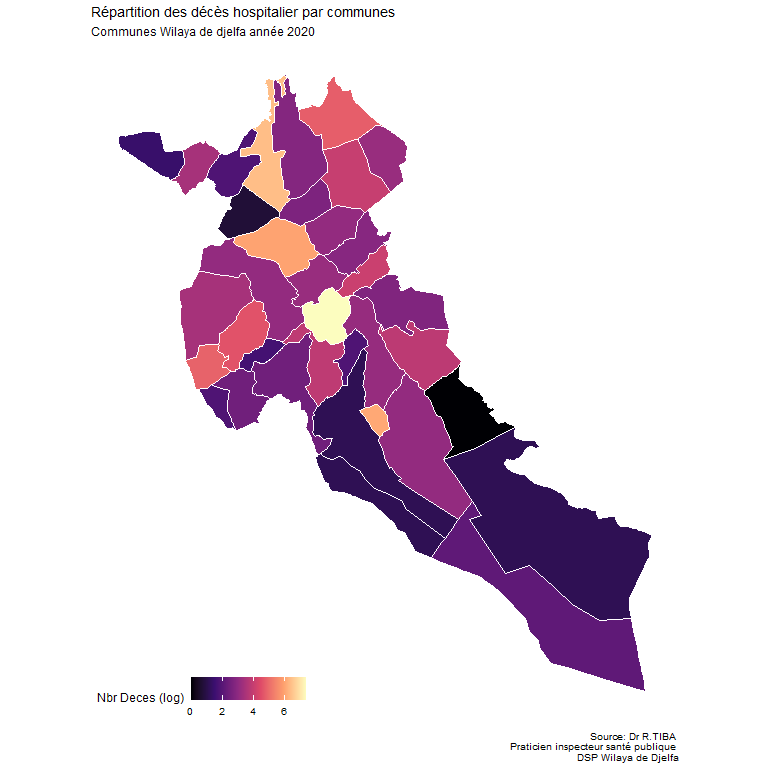 Répartition des décès hospitalier par communes
Communes Wilaya de djelfa année 2020
Nbr Deces (log)
0 2 4 6
Source: Dr R.TIBA
Praticien inspecteur santé publique
DSP Wilaya de Djelfa